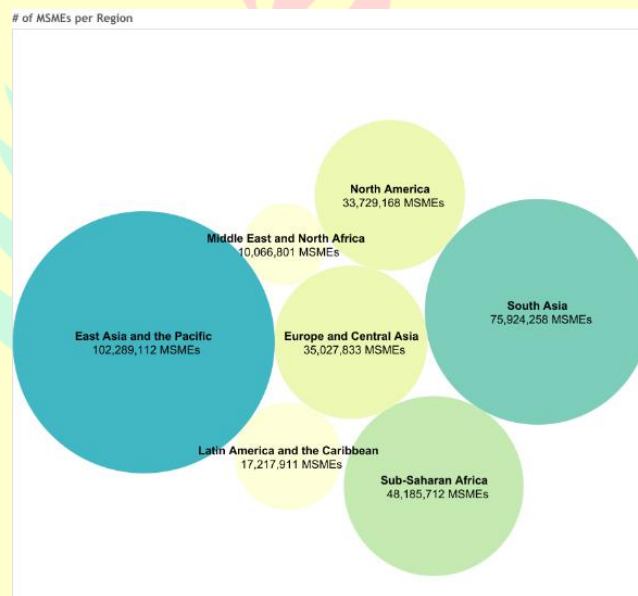 # of MSMEs per Region
North America
33,729,168 MSMEs
Middle East and North Africa
10,066,801 MSMEs
South Asia
75,924,258 MSMEs
East Asia and the Pacific
102,289,112 MSMEs
Europe and Central Asia
35,027,833 MSMEs
Latin America and the Caribbean
17,217,911 MSMEs
Sub-Saharan Africa
48,185,712 MSMEs